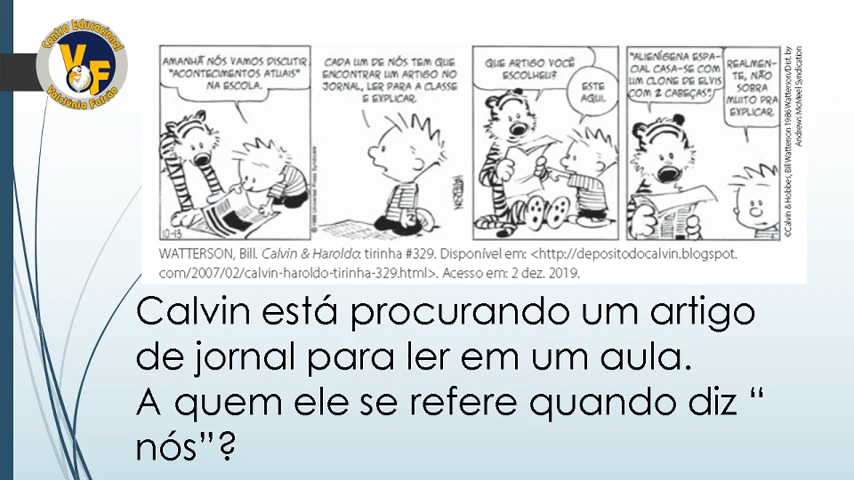 Centro Educacional
VF
Valdênia Falcão
AMANHÃ NÓS VAMOS DISCUTIR
"ACONTECIMENTOS ATUAIS"
NA ESCOLA.
CADA UM DE NÓS TEM QUE
ENCONTRAR UM ARTIGO NO
JORNAL, LER PARA A CLASSE
E EXPLICAR.
QUE ARTIGO VOCÊ
ESCOLHEU?
ESTE
AQUI.
"ALIENÍGENA ESPA-
CIAL CASA-SE COM
UM CLONE DE ELVIS
COM 2 CABEÇAS".
REALMEN-
TE, NÃO
SOBRA
MUITO PRA
EXPLICAR.
10-13
WATTERSON
©Calvin & Hobbes, Bill Watterson 1986 Watterson/Dist. by
Andrews McMeel Syndication
WATTERSON, Bill. Calvin & Haroldo: tirinha #329. Disponível em: <http://depositodocalvin.blogspot.
com/2007/02/calvin-haroldo-tirinha-329.html>. Acesso em: 2 dez. 2019.
Calvin está procurando um artigo
de jornal para ler em um aula.
A quem ele se refere quando diz “
nós”?